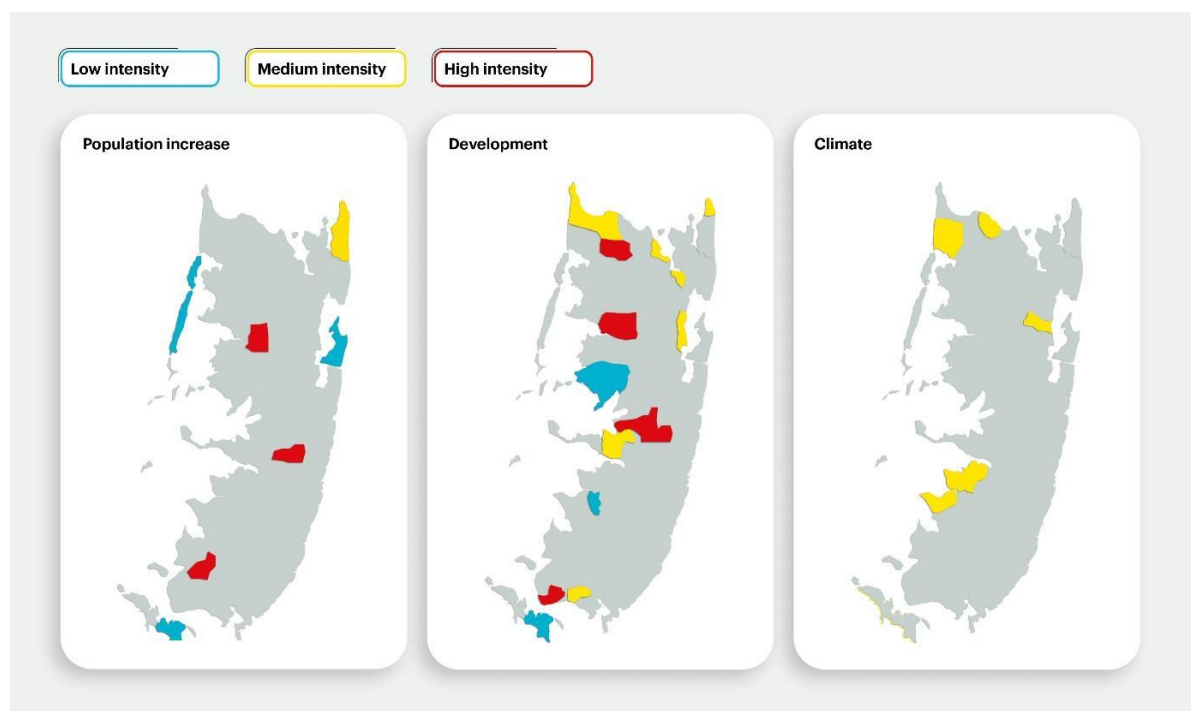 Low intensity
Medium intensity
High intensity
Population increase
Development
Climate